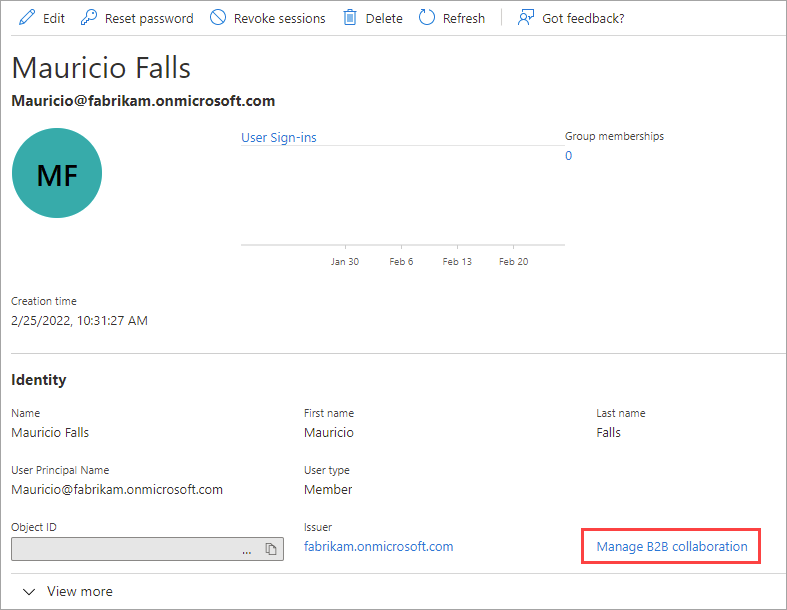 Edit Reset password Revoke sessions Delete Refresh Got feedback?
Mauricio Falls
Mauricio@fabrikam.onmicrosoft.com
MF
User Sign-ins
Group memberships
0
Jan 30 Feb 6 Feb 13 Feb 20
Creation time
2/25/2022, 10:31:27 AM
Identity
Name First name Last name
Mauricio Falls Mauricio Falls
User Principal Name User type
Mauricio@fabrikam.onmicrosoft.com Member
Object ID Issuer
... fabrikam.onmicrosoft.com Manage B2B collaboration
View more